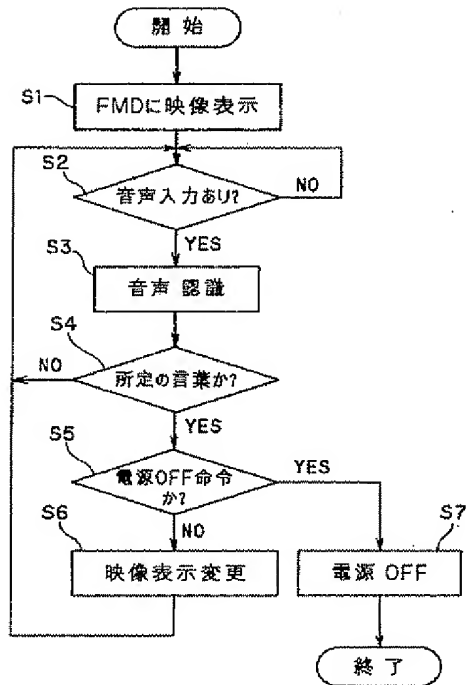 開始
S1
FMDに映像表示
S2
音声入力あり?
NO
YES
S3
音声 認識
S4
NO
所定の言葉か?
YES
S5
電源OFF命令
か?
YES
NO
S6
映像表示変更
S7
電源 OFF
終了